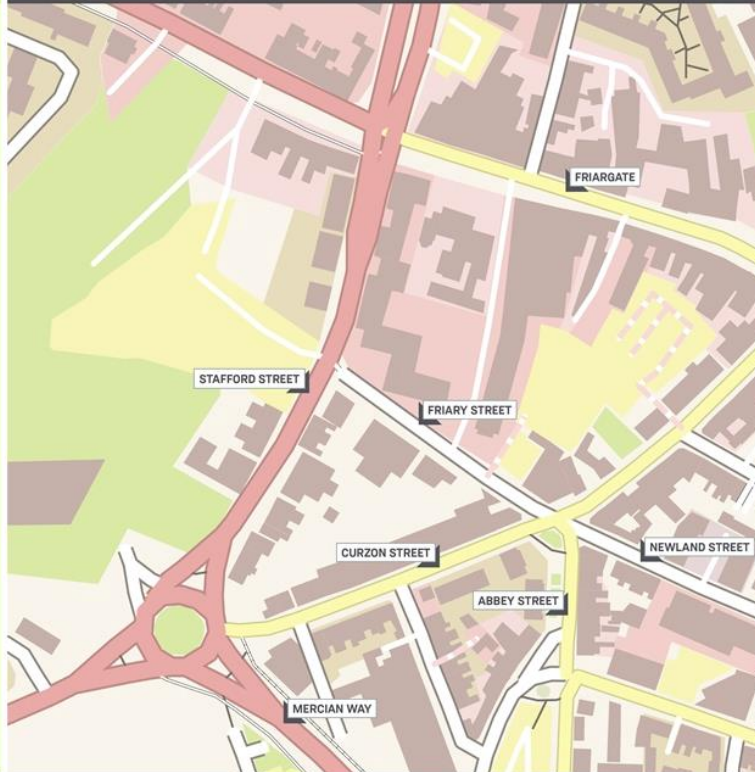 FRIARGATE
STAFFORD STREET
FRIARY STREET
CURZON STREET
NEWLAND STREET
ABBEY STREET
MERCIAN WAY